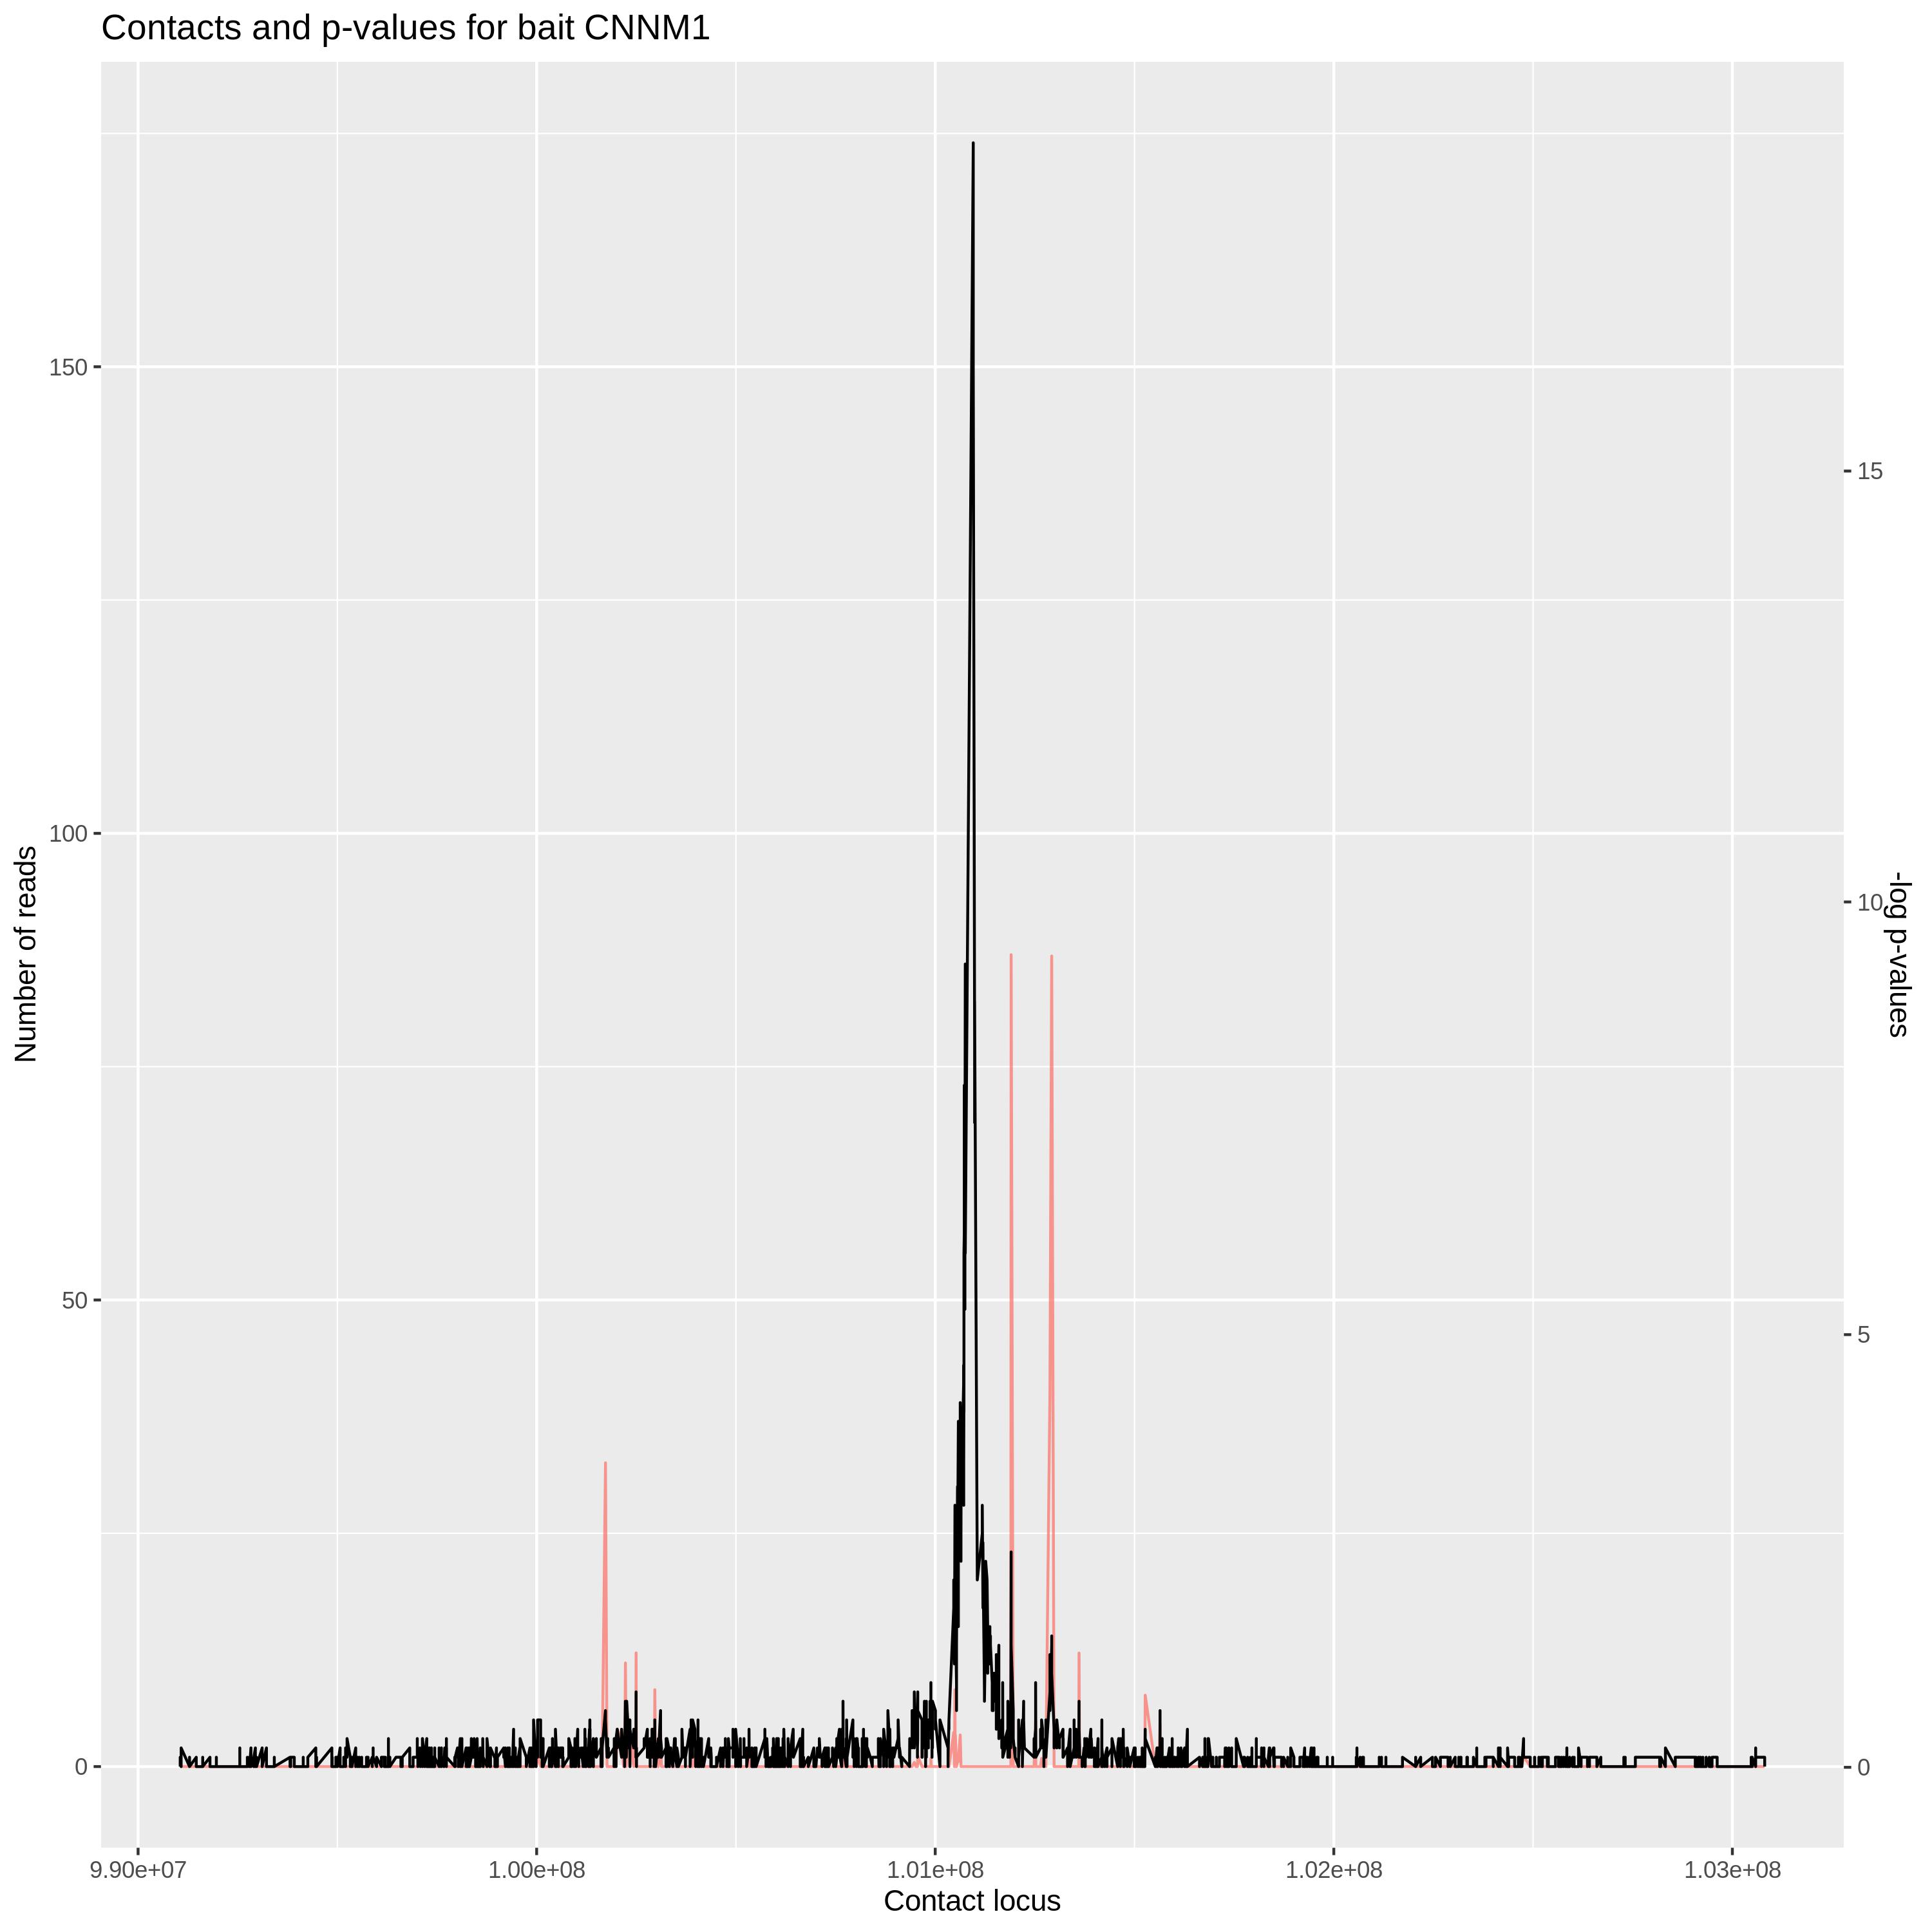 Contacts and p-values for bait CNNM1
150
100
50
0
Number of reads
15
10
5
0
-log p-values
9.90e+07
1.00e+08
1.01e+08
1.02e+08
1.03e+08
Contact locus